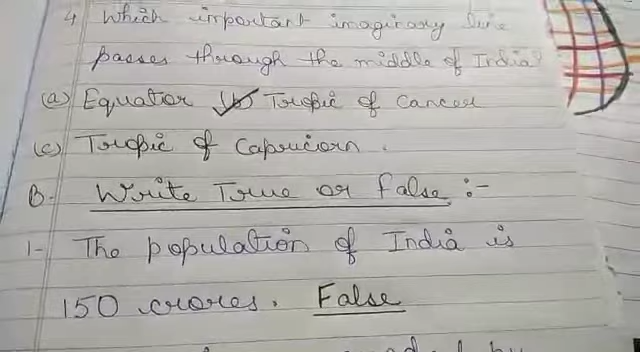 4 Which important imaginary line
passes through the middle of India?
(a) Equator (b) Tropic of Cancer
(c) Tropic of Capricorn.
B. Write True or false :-
1- The population of India is
150 crores. False
by